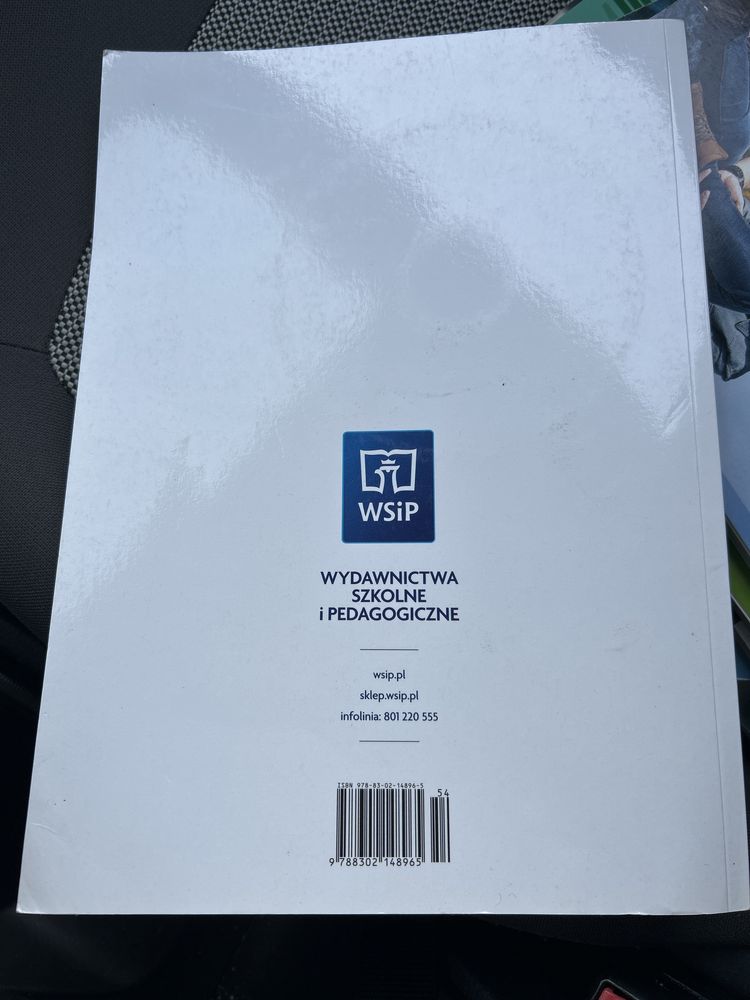 WSiP
WYDAWNICTWA
SZKOLNE
i PEDAGOGICZNE
wsip.pl
sklep.wsip.pl
infolinia: 801 220 555
ISBN 978-83-02-14896-5
54
9 788302 148965